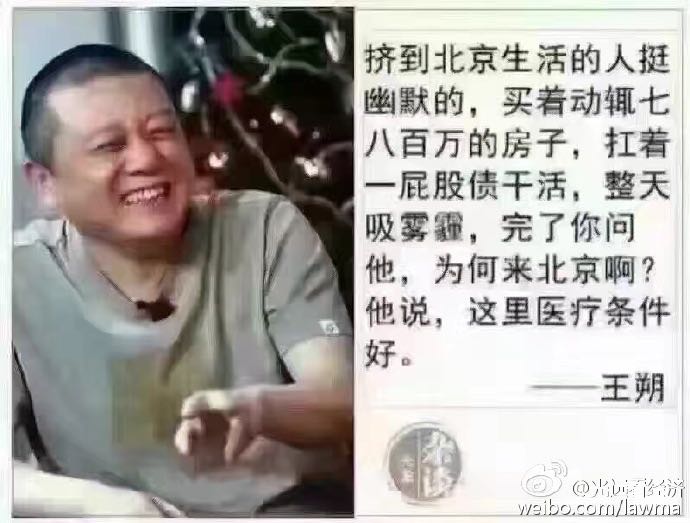 挤到北京生活的人挺
幽默的，买着动辄七
八百万的房子，扛着
一屁股债干活，整天
吸雾霾，完了你问
他，为何来北京啊？
他说，这里医疗条件
好。
——王朔
weibo.com/lawma